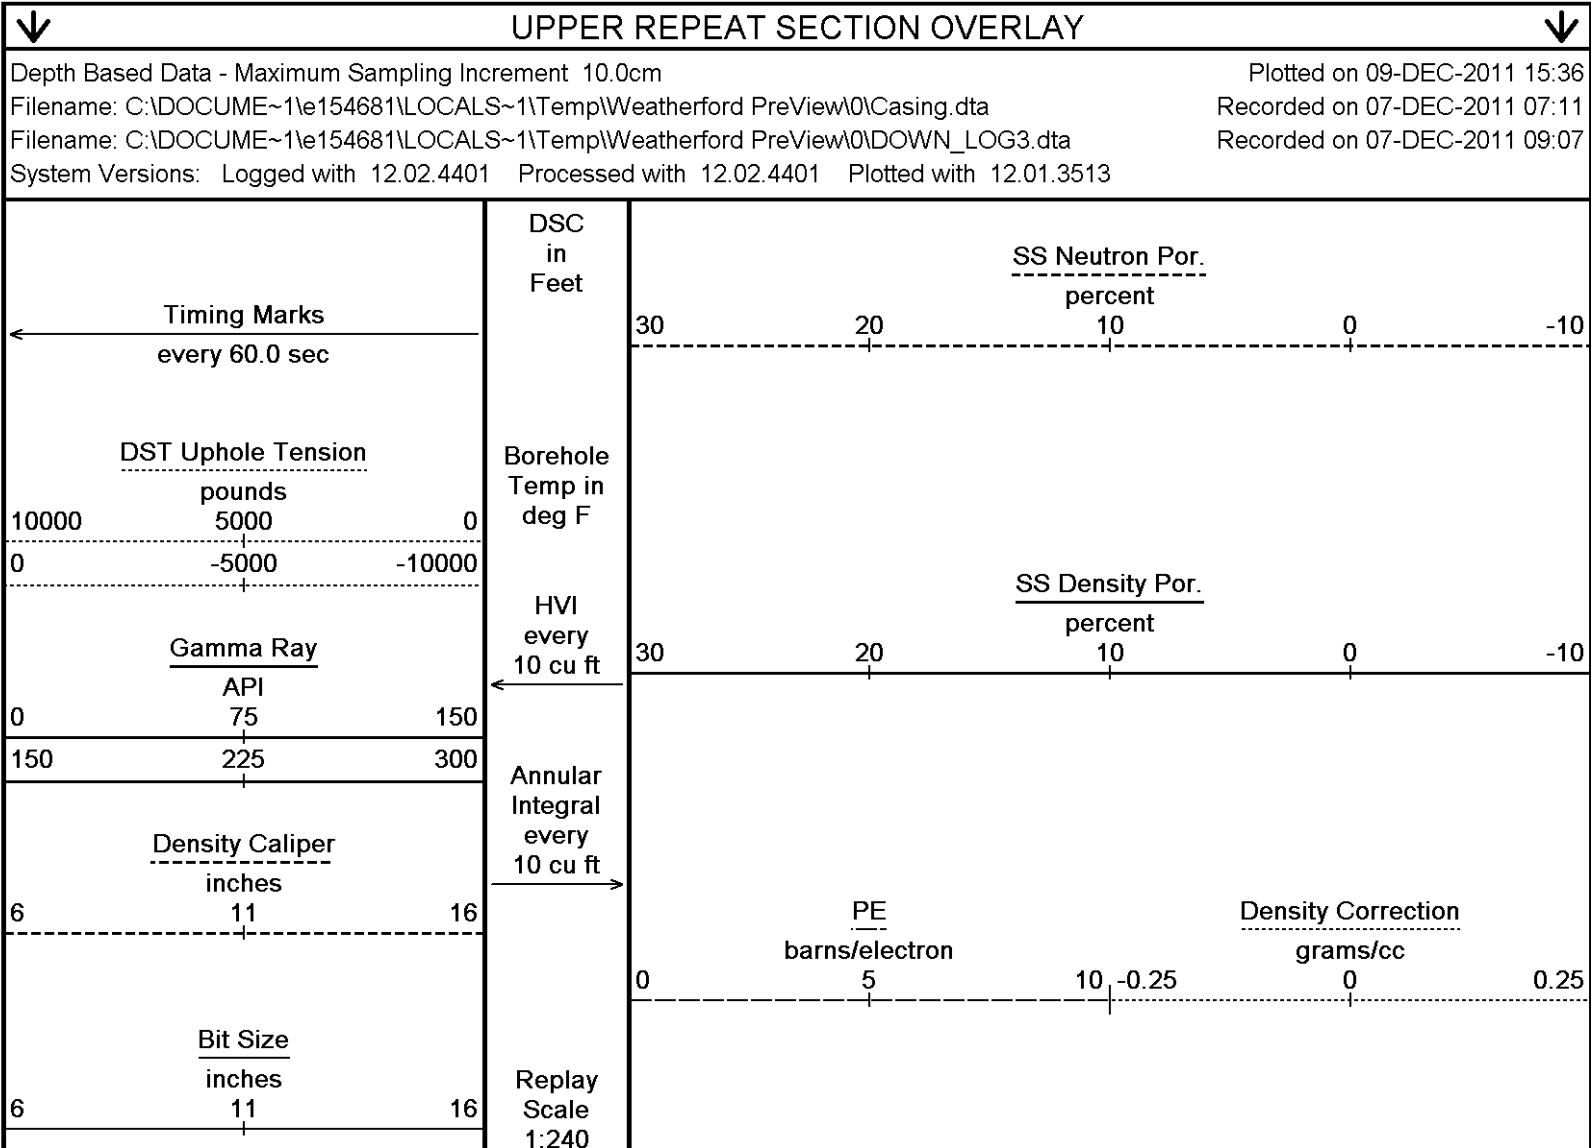 UPPER REPEAT SECTION OVERLAY
Depth Based Data - Maximum Sampling Increment 10.0cm Plotted on 09-DEC-2011 15:36
Filename: C:\DOCUME~1\e154681\LOCALS~1\Temp\Weatherford PreView\0\Casing.dta Recorded on 07-DEC-2011 07:11
Filename: C:\DOCUME~1\e154681\LOCALS~1\Temp\Weatherford PreView\0\DOWN_LOG3.dta Recorded on 07-DEC-2011 09:07
System Versions: Logged with 12.02.4401 Processed with 12.02.4401 Plotted with 12.01.3513
Timing Marks
every 60.0 sec
DST Uphole Tension
pounds
10000 5000 0
0 -5000 -10000
Gamma Ray
API
0 75 150
150 225 300
Density Caliper
inches
6 11 16
Bit Size
inches
6 11 16
DSC
in
Feet
Borehole
Temp in
deg F
HVI
every
10 cu ft
Annular
Integral
every
10 cu ft
Replay
Scale
1:240
SS Neutron Por.
percent
30 20 10 0 -10
SS Density Por.
percent
30 20 10 0 -10
PE
barns/electron
0 5 10
Density Correction
grams/cc
-0.25 0 0.25